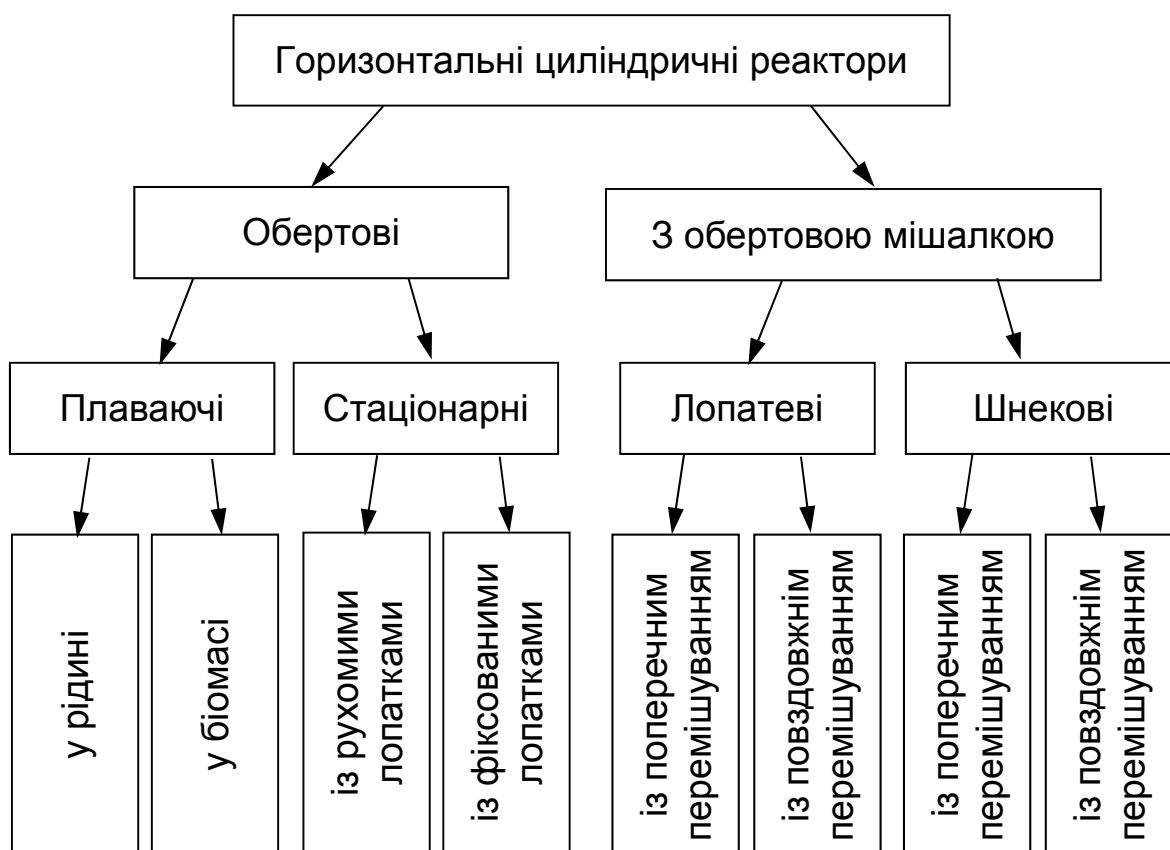 Горизонтальні циліндричні реактори
Обертові
З обертовою мішалкою
Плаваючі
Стаціонарні
Лопатеві
Шнекові
у рідині
у біомасі
із рухомими
лопатками
із фіксованими
лопатками
із поперечним
перемішуванням
із повздовжнім
перемішуванням
із поперечним
перемішуванням
із повздовжнім
перемішуванням